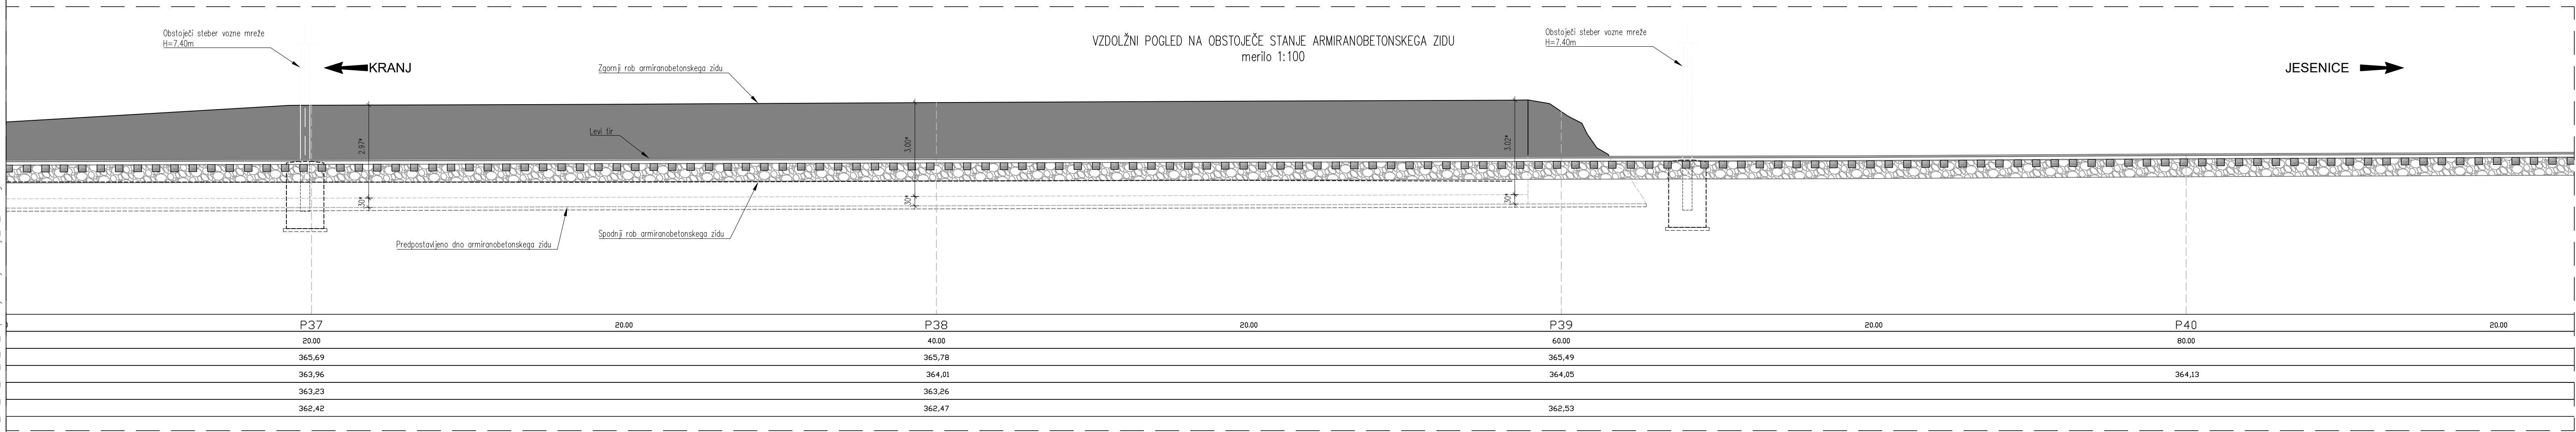 Obstoječi steber vozne mreže
H=7.40m
KRANJ
Zgornji rob armiranobetonskega zidu
VZDOLŽNI POGLED NA OBSTOJEČE STANJE ARMIRANOBETONSKEGA ZIDU
merilo 1:100
Obstoječi steber vozne mreže
H=7.40m
JESENICE
Levi tir
2.97*
3.00*
3.02*
30*
30*
30*
Predpostavljeno dno armiranobetonskega zidu
Spodnji rob armiranobetonskega zidu
P37 20.00 P38 20.00 P39 20.00 P40 20.00
20.00 40.00 60.00 80.00
365,69 365,78 365,49
363,96 364,01 364,05 364,13
363,23 363,26
362,42 362,47 362,53